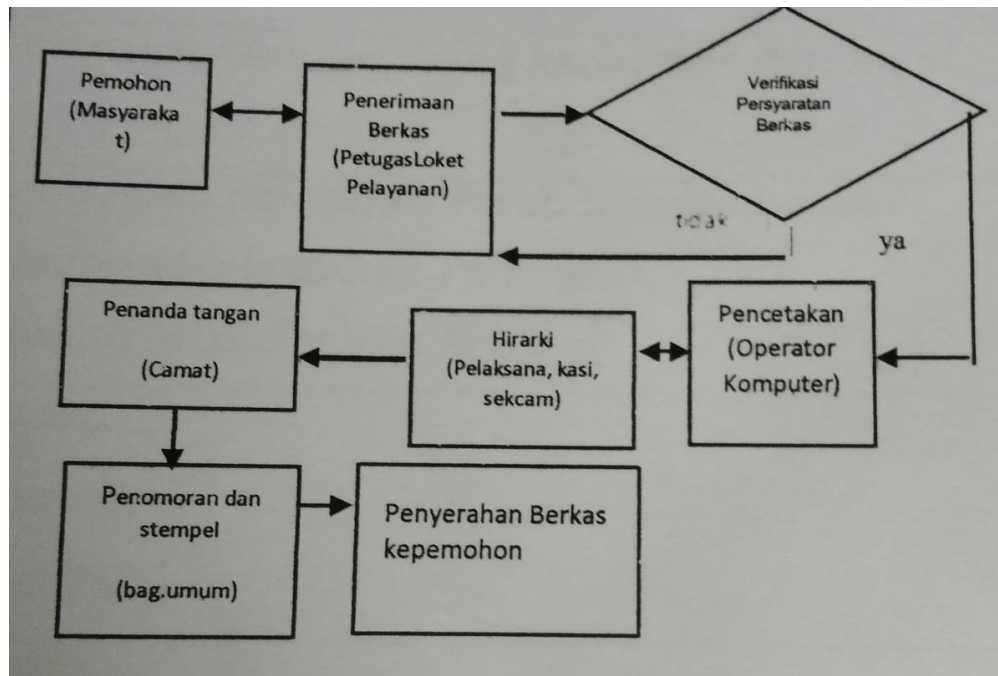 Pemohon
(Masyaraka
t)
Penerimaan
Berkas
(PetugasLoket
Pelayanan)
Verifikasi
Persyaratan
Berkas
tidak
ya
Penanda tangan
(Camat)
Hirarki
(Pelaksana, kasi,
sekcam)
Pencetakan
(Operator
Komputer)
Penomoran dan
stempel
(bag.umum)
Penyerahan Berkas
kepemohon